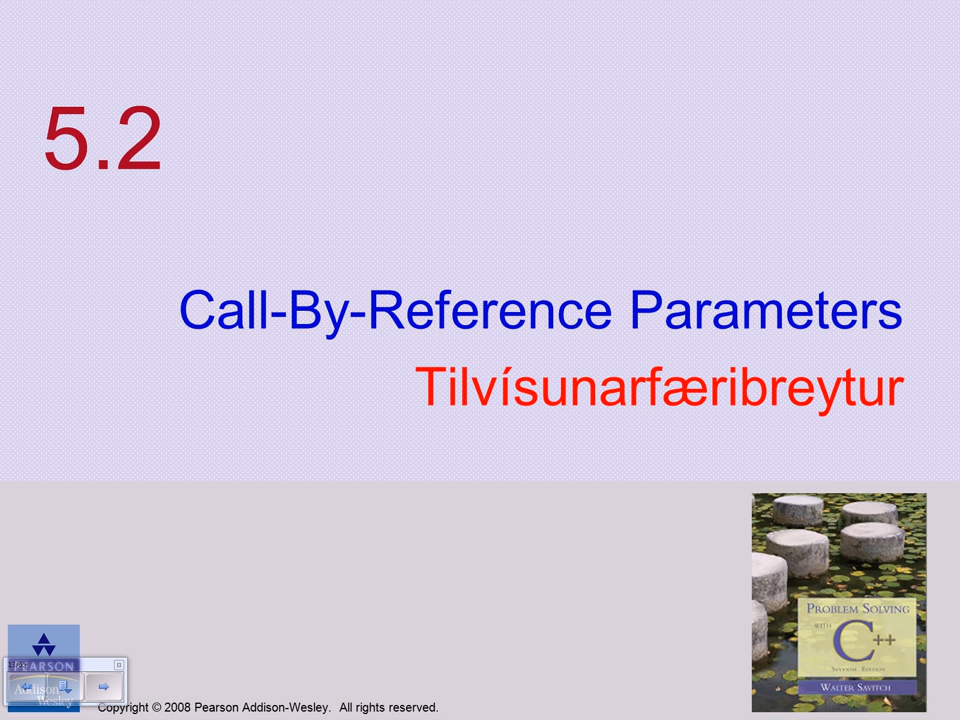 5.2
Call-By-Reference Parameters
Tilvísunarfæribreytur
PROBLEM SOLVING
WITH
C++
SEVENTH EDITION
WALTER SAVITCH
PEARSON
Addison
Wesley
Copyright © 2008 Pearson Addison-Wesley. All rights reserved.